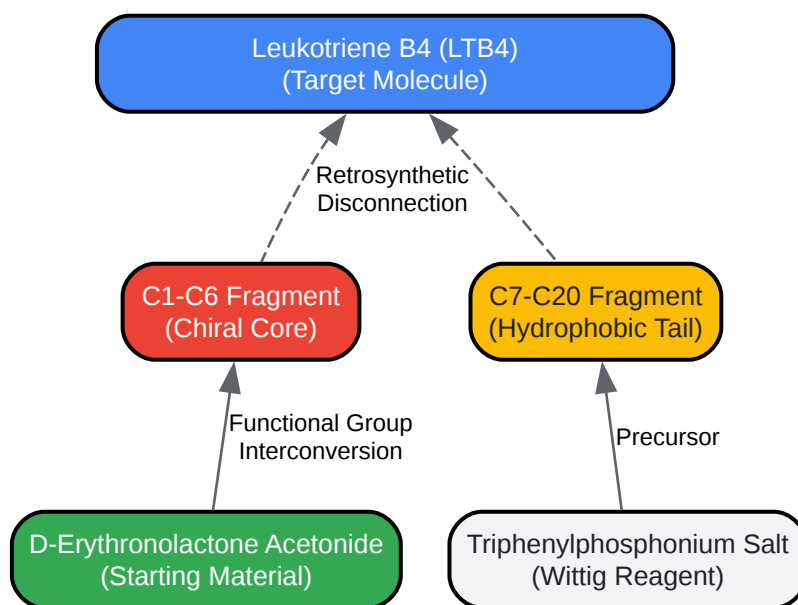 Leukotriene B4 (LTB4)
(Target Molecule)
Retrosynthetic
Disconnection
C1-C6 Fragment
(Chiral Core)
C7-C20 Fragment
(Hydrophobic Tail)
Functional Group
Interconversion
Precursor
D-Erythronolactone Acetonide
(Starting Material)
Triphenylphosphonium Salt
(Wittig Reagent)